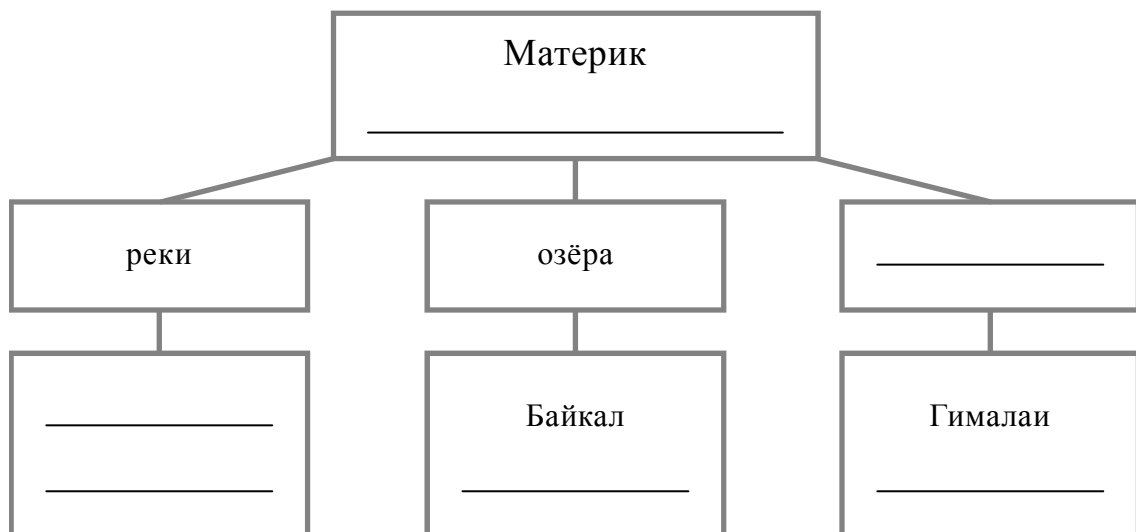 Материк
реки
озёра
Байкал
Гималаи